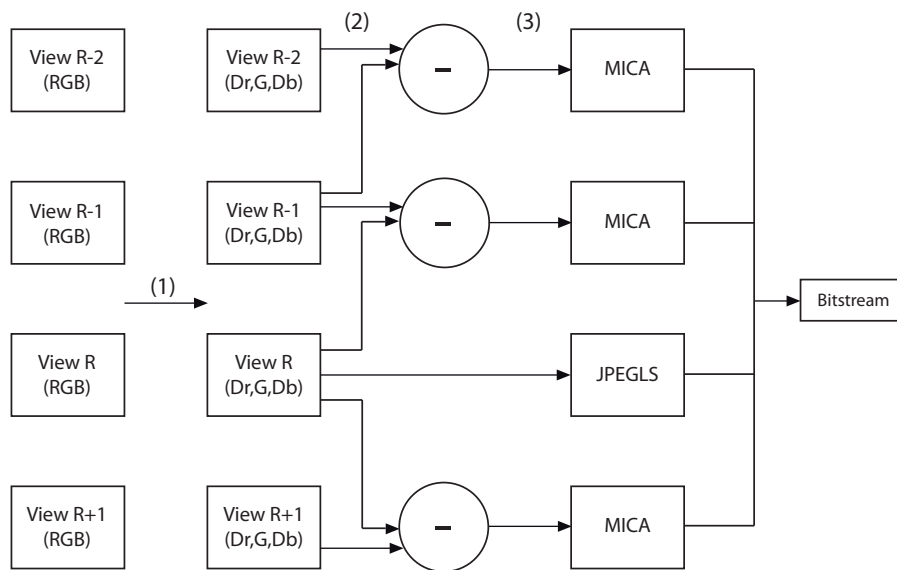 (2)
(3)
View R-2
(RGB)
View R-2
(Dr,G,Db)
-
MICA
View R-1
(RGB)
View R-1
(Dr,G,Db)
-
MICA
(1)
Bitstream
View R
(RGB)
View R
(Dr,G,Db)
JPEGLS
View R+1
(RGB)
View R+1
(Dr,G,Db)
-
MICA